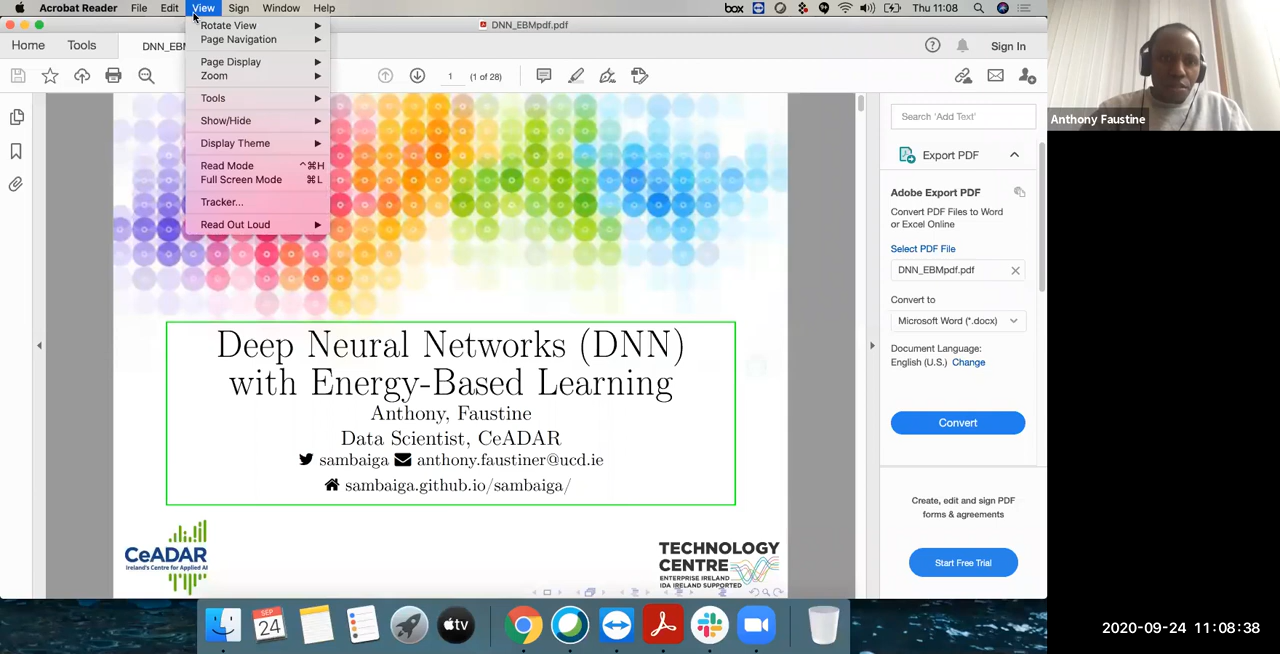 Acrobat Reader File Edit View Sign Window Help
box Thu 11:08
DNN_EBMpdf.pdf
Home Tools DNN_EBM
Sign In
1 (1 of 28)
Rotate View
Page Navigation
Page Display
Zoom
Tools
Show/Hide
Display Theme
Read Mode ^⌘H
Full Screen Mode ⌘L
Tracker...
Read Out Loud
Deep Neural Networks (DNN)
with Energy-Based Learning
Anthony, Faustine
Data Scientist, CeADAR
sambaiga anthony.faustiner@ucd.ie
sambaiga.github.io/sambaiga/
CeADAR
Ireland's Centre for Applied AI
TECHNOLOGY
CENTRE
ENTERPRISE IRELAND
IDA IRELAND SUPPORTED
Search 'Add Text'
Export PDF
Adobe Export PDF
Convert PDF Files to Word
or Excel Online
Select PDF File
DNN_EBMpdf.pdf
Convert to
Microsoft Word (*.docx)
Document Language:
English (U.S.) Change
Convert
Create, edit and sign PDF
forms & agreements
Start Free Trial
SEP
24
tv
Anthony Faustine
2020-09-24 11:08:38